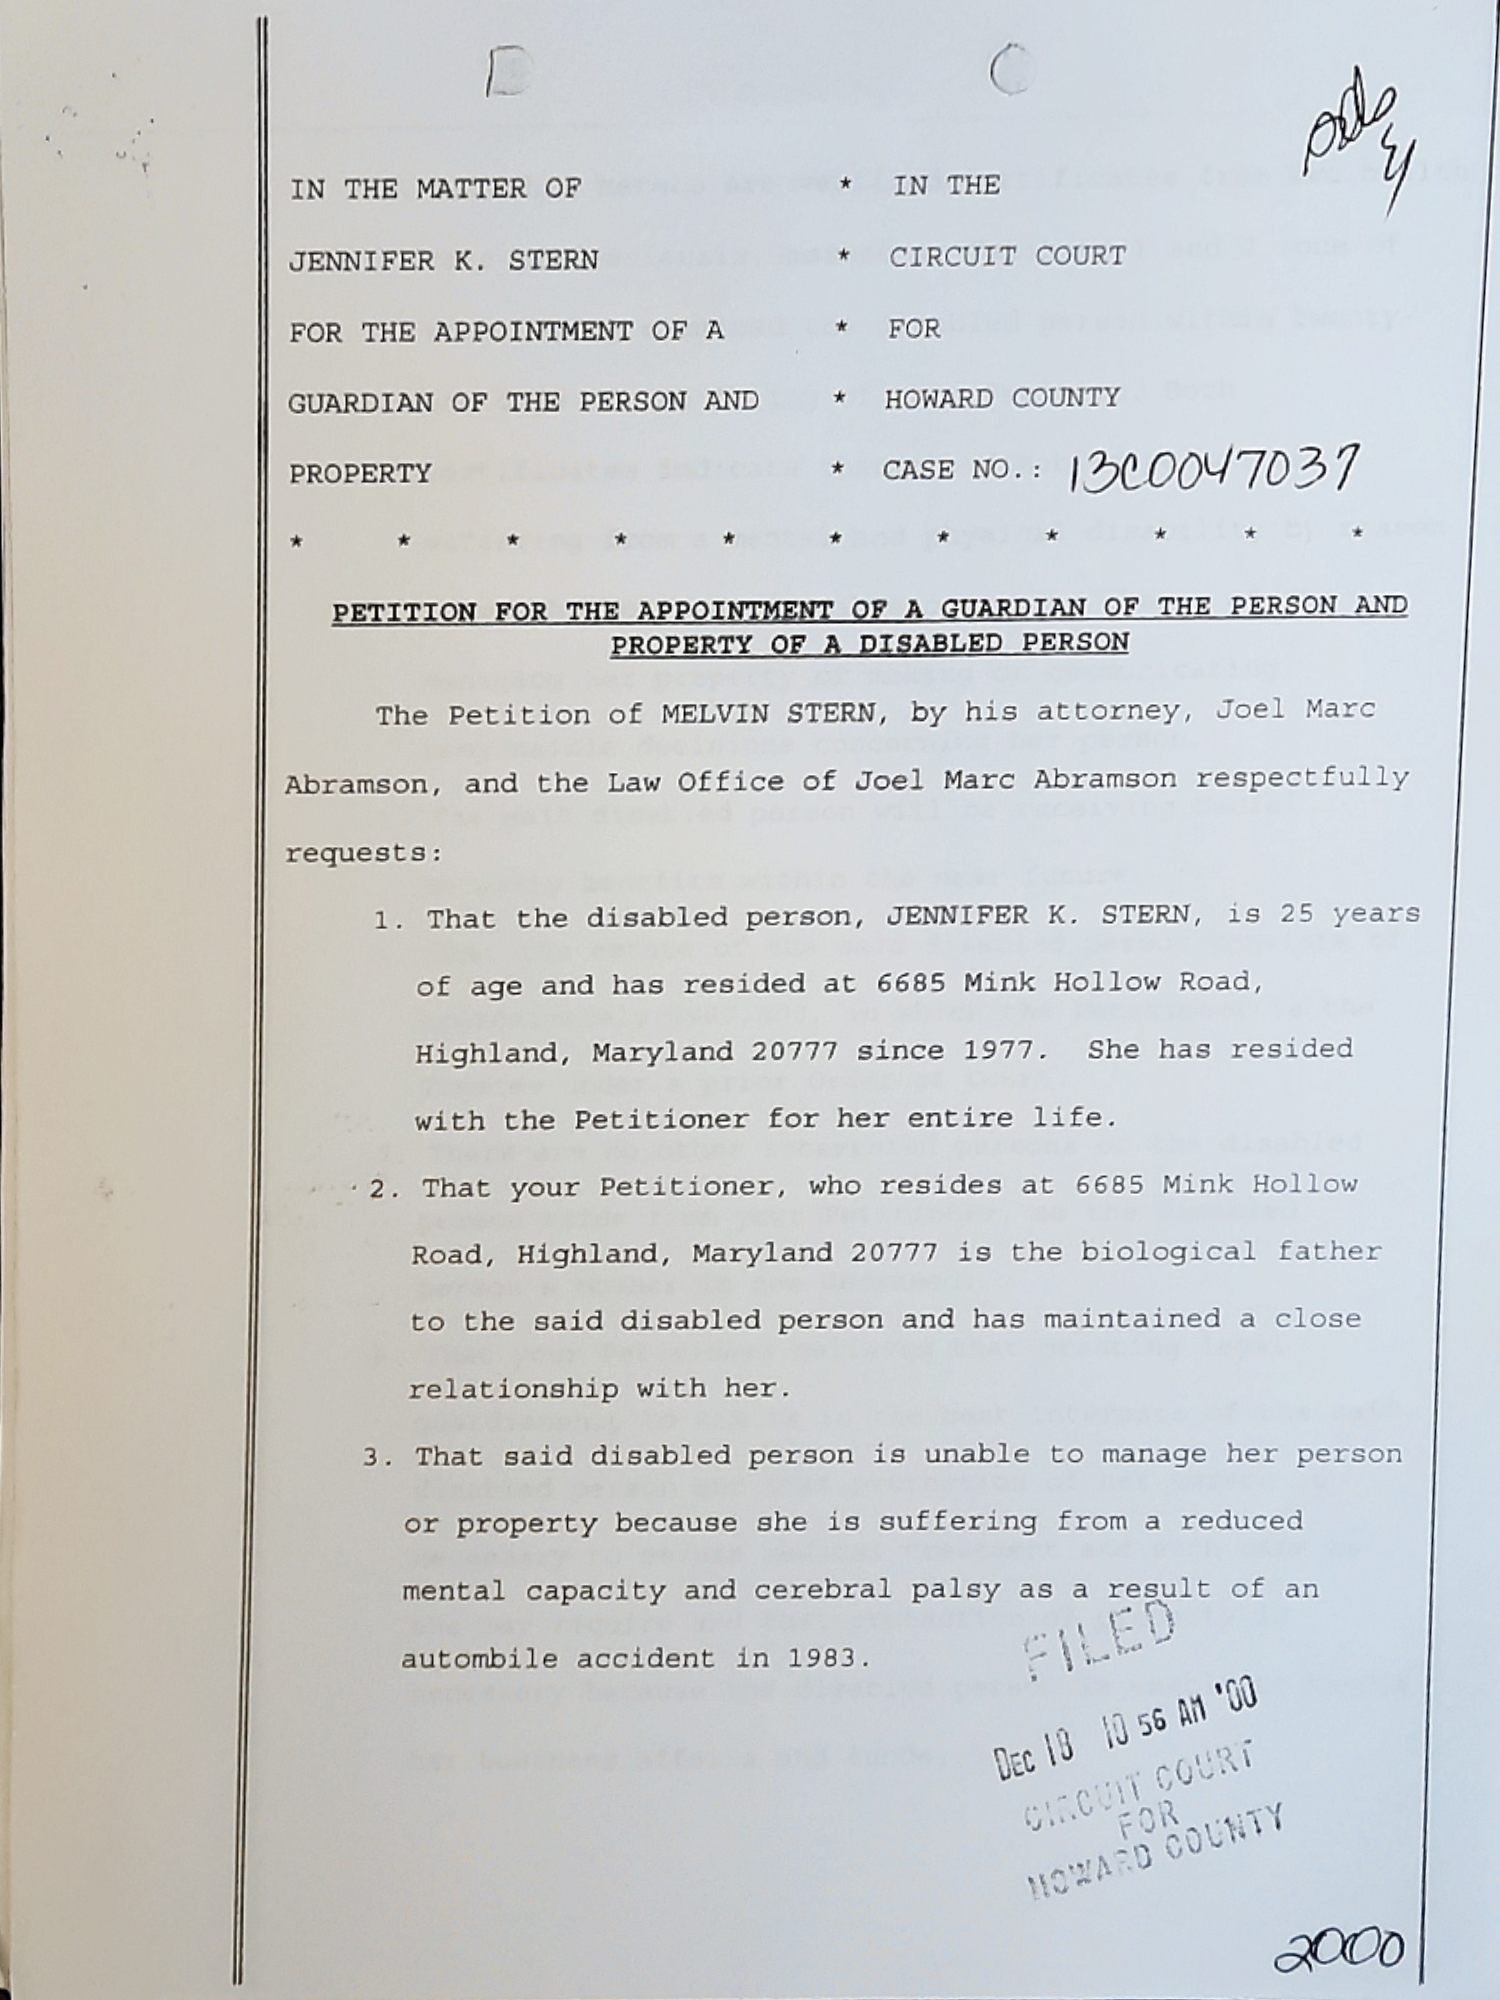 IN THE MATTER OF * IN THE
JENNIFER K. STERN * CIRCUIT COURT
FOR THE APPOINTMENT OF A * FOR
GUARDIAN OF THE PERSON AND * HOWARD COUNTY
PROPERTY * CASE NO.: 13C0047037
* * * * * * * * * * *
PETITION FOR THE APPOINTMENT OF A GUARDIAN OF THE PERSON AND
PROPERTY OF A DISABLED PERSON
The Petition of MELVIN STERN, by his attorney, Joel Marc
Abramson, and the Law Office of Joel Marc Abramson respectfully
requests:
1. That the disabled person, JENNIFER K. STERN, is 25 years
of age and has resided at 6685 Mink Hollow Road,
Highland, Maryland 20777 since 1977. She has resided
with the Petitioner for her entire life.
2. That your Petitioner, who resides at 6685 Mink Hollow
Road, Highland, Maryland 20777 is the biological father
to the said disabled person and has maintained a close
relationship with her.
3. That said disabled person is unable to manage her person
or property because she is suffering from a reduced
mental capacity and cerebral palsy as a result of an
autombile accident in 1983.
FILED
DEC 18 10 56 AM '00
CIRCUIT COURT
FOR
HOWARD COUNTY
2000